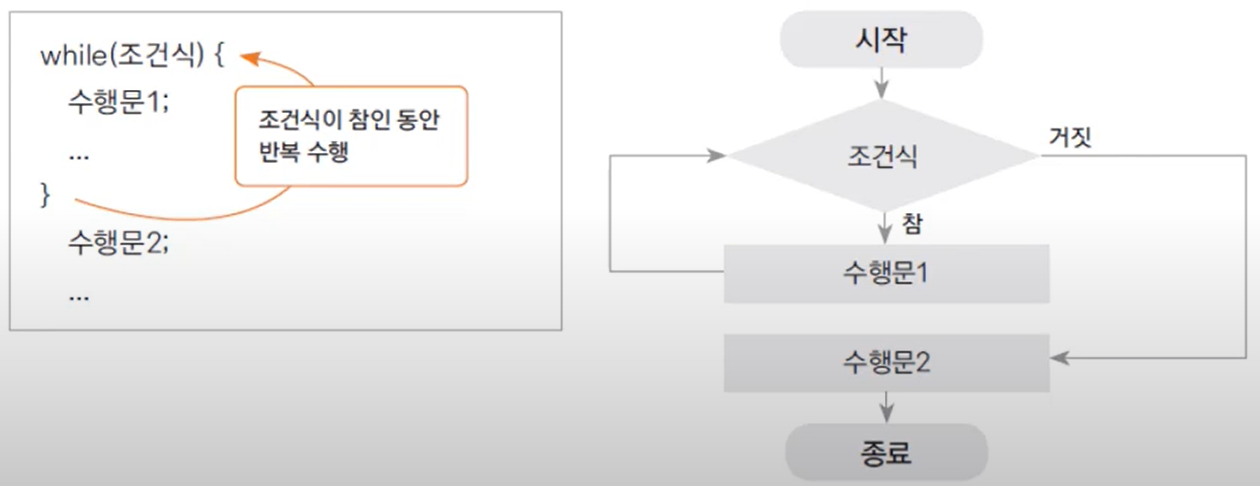 while(조건식) {
수행문1;
...
}
수행문2;
...
조건식이 참인 동안
반복 수행
시작
조건식
거짓
참
수행문1
수행문2
종료